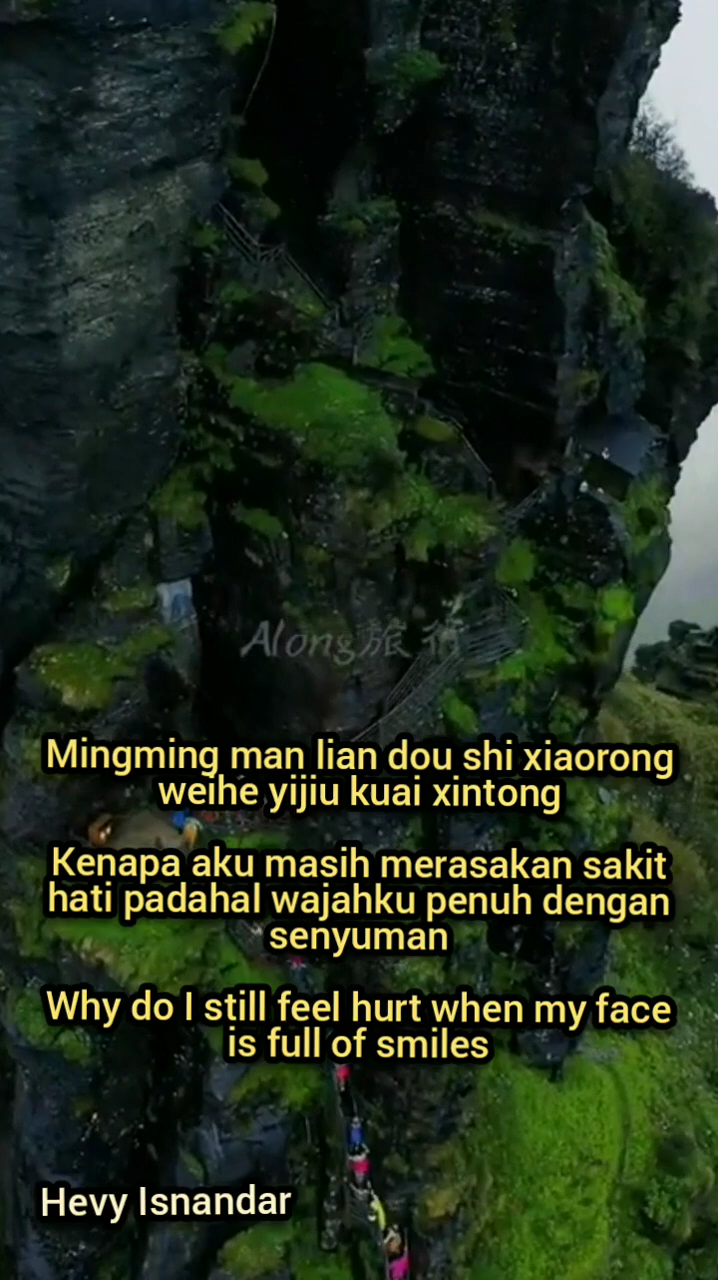 Along旅行
Mingming man lian dou shi xiaorong
weihe yijiu kuai xintong
Kenapa aku masih merasakan sakit
hati padahal wajahku penuh dengan
senyuman
Why do I still feel hurt when my face
is full of smiles
Hevy Isnandar